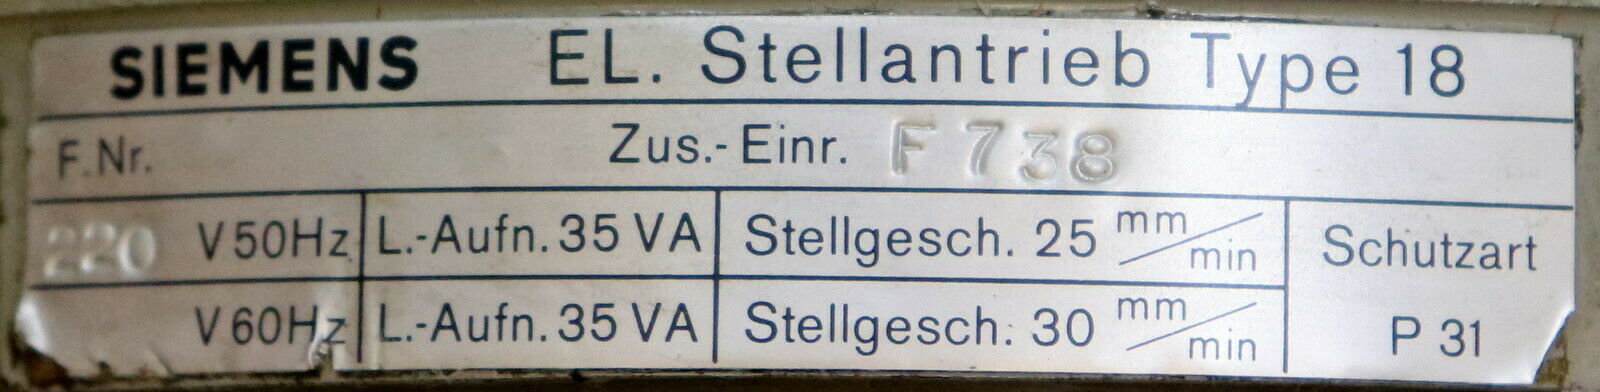 SIEMENS EL. Stellantrieb Type 18
F.Nr. Zus.-Einr. F 738
220 V 50Hz L.-Aufn. 35 VA Stellgesch. 25 mm/min Schutzart
V 60Hz L.-Aufn. 35 VA Stellgesch. 30 mm/min P 31